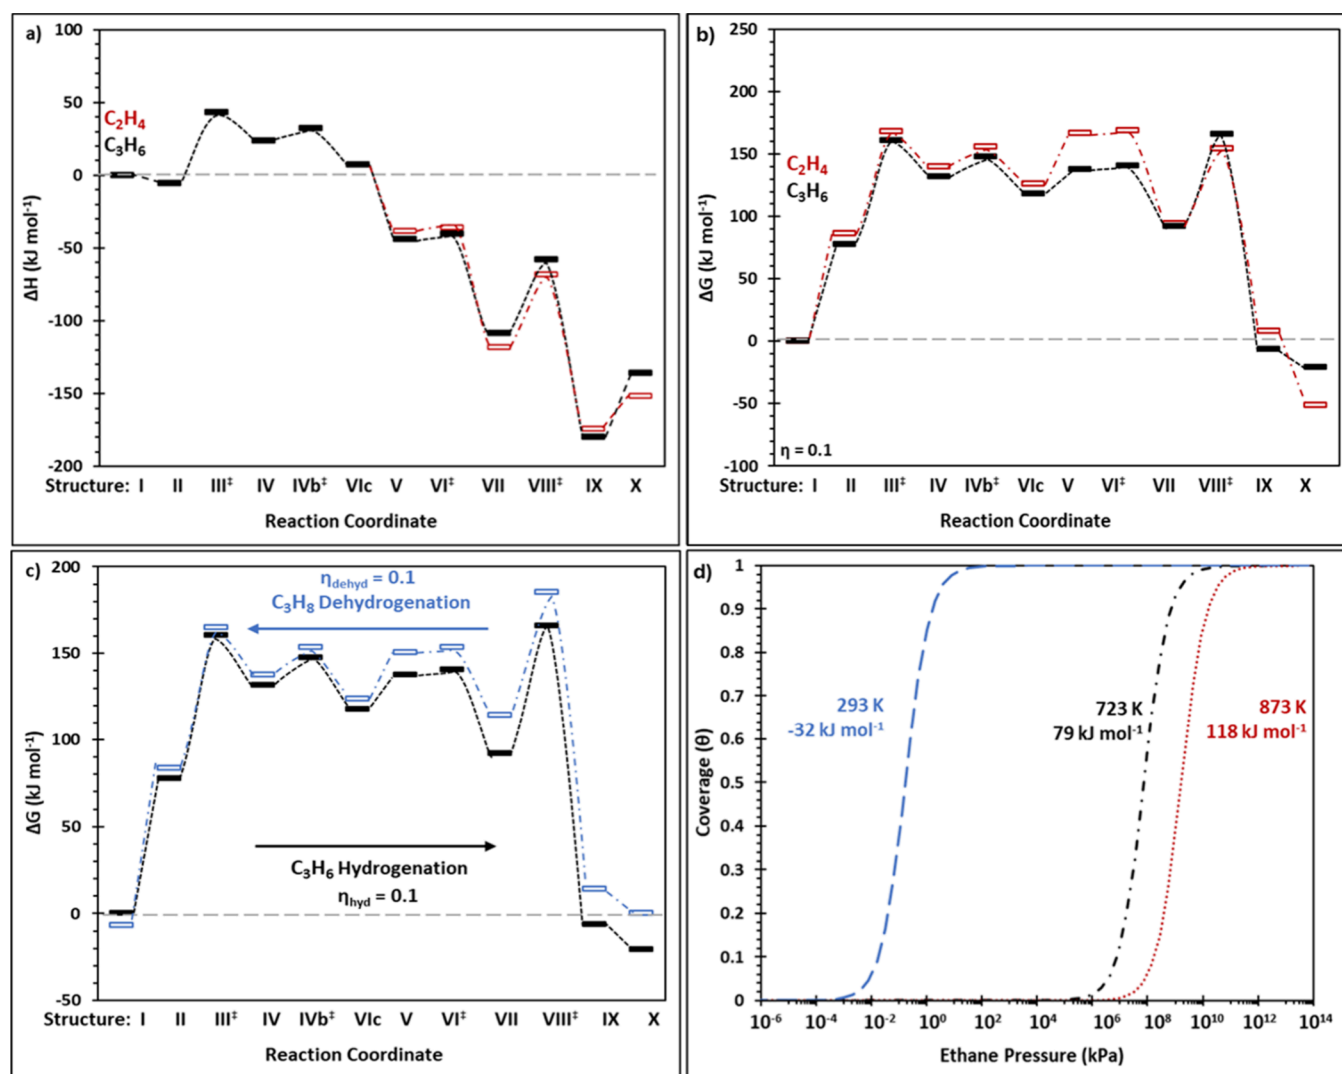 a)
100
50
0
-50
-100
-150
-200
ΔH (kJ mol⁻¹)
C₂H₄
C₃H₆
Structure: I II III‡ IV IVb‡ VIc V VI‡ VII VIII‡ IX X
Reaction Coordinate
b)
250
200
150
100
50
0
-50
-100
ΔG (kJ mol⁻¹)
C₂H₄
C₃H₆
η = 0.1
Structure: I II III‡ IV IVb‡ VIc V VI‡ VII VIII‡ IX X
Reaction Coordinate
c)
200
150
100
50
0
-50
ΔG (kJ mol⁻¹)
η_dehyd = 0.1
C₃H₈ Dehydrogenation
C₃H₆ Hydrogenation
η_hyd = 0.1
Structure: I II III‡ IV IVb‡ VIc V VI‡ VII VIII‡ IX X
Reaction Coordinate
d)
1
0.9
0.8
0.7
0.6
0.5
0.4
0.3
0.2
0.1
0
Coverage (θ)
293 K
-32 kJ mol⁻¹
723 K
79 kJ mol⁻¹
873 K
118 kJ mol⁻¹
10⁻⁶ 10⁻⁴ 10⁻² 10⁰ 10² 10⁴ 10⁶ 10⁸ 10¹⁰ 10¹² 10¹⁴
Ethane Pressure (kPa)